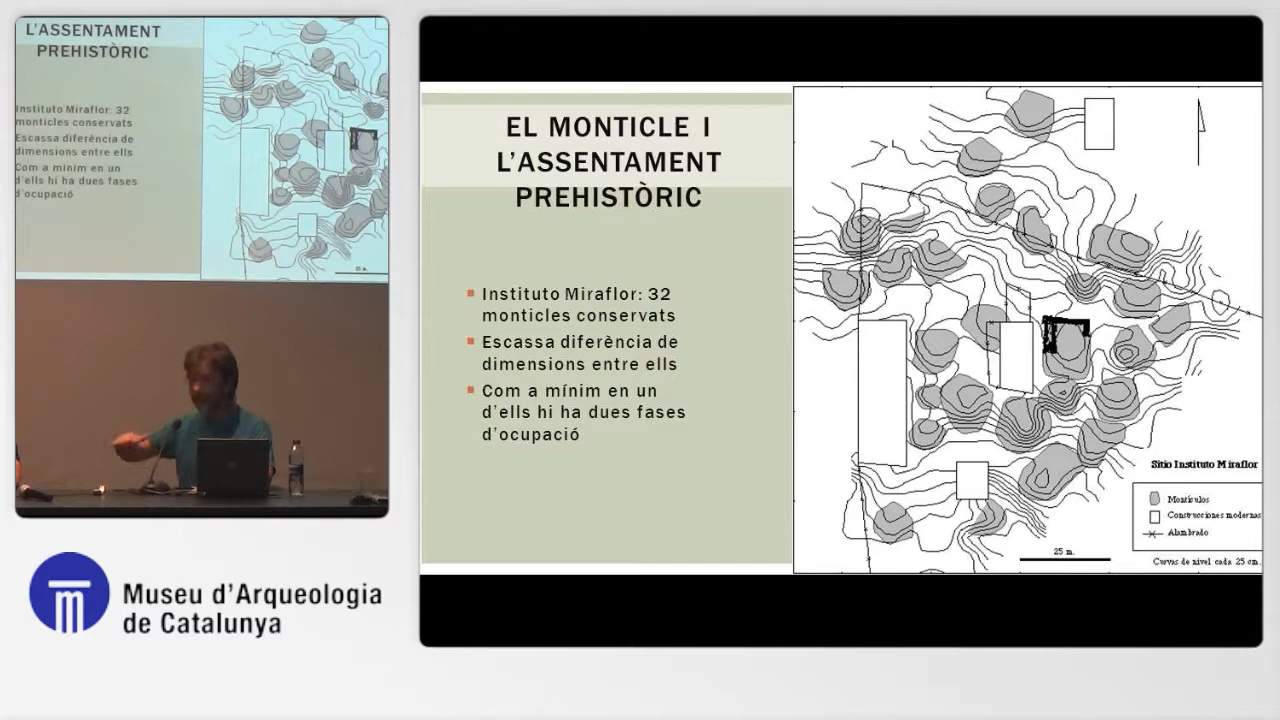 L'ASSENTAMENT
PREHISTÒRIC
Instituto Miraflor: 32
monticles conservats
Escassa diferència de
dimensions entre ells
Com a mínim en un
d'ells hi ha dues fases
d'ocupació
25 m.
EL MONTICLE I
L'ASSENTAMENT
PREHISTÒRIC
Instituto Miraflor: 32
monticles conservats
Escassa diferència de
dimensions entre ells
Com a mínim en un
d'ells hi ha dues fases
d'ocupació
Sitio Instituto Miraflor
Montículos
Construcciones modernas
Alambrado
25 m.
Curvas de nivel cada 25 cm.
Museu d'Arqueologia
de Catalunya